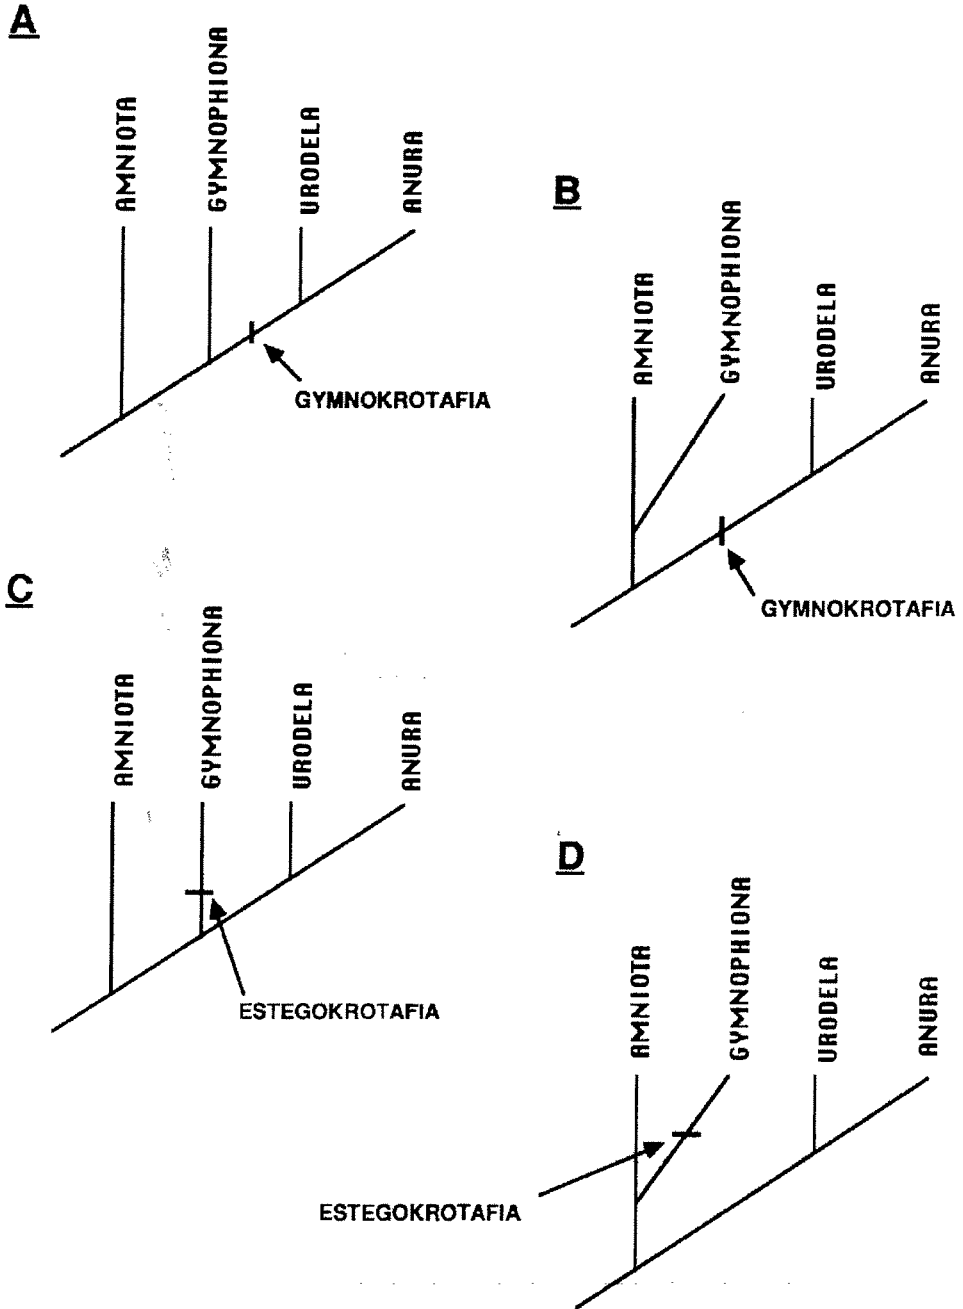 A
AMNIOTA
GYMNOPHIONA
URODELA
ANURA
GYMNOKROTAFIA
B
AMNIOTA
GYMNOPHIONA
URODELA
ANURA
GYMNOKROTAFIA
C
AMNIOTA
GYMNOPHIONA
URODELA
ANURA
ESTEGOKROTAFIA
D
AMNIOTA
GYMNOPHIONA
URODELA
ANURA
ESTEGOKROTAFIA